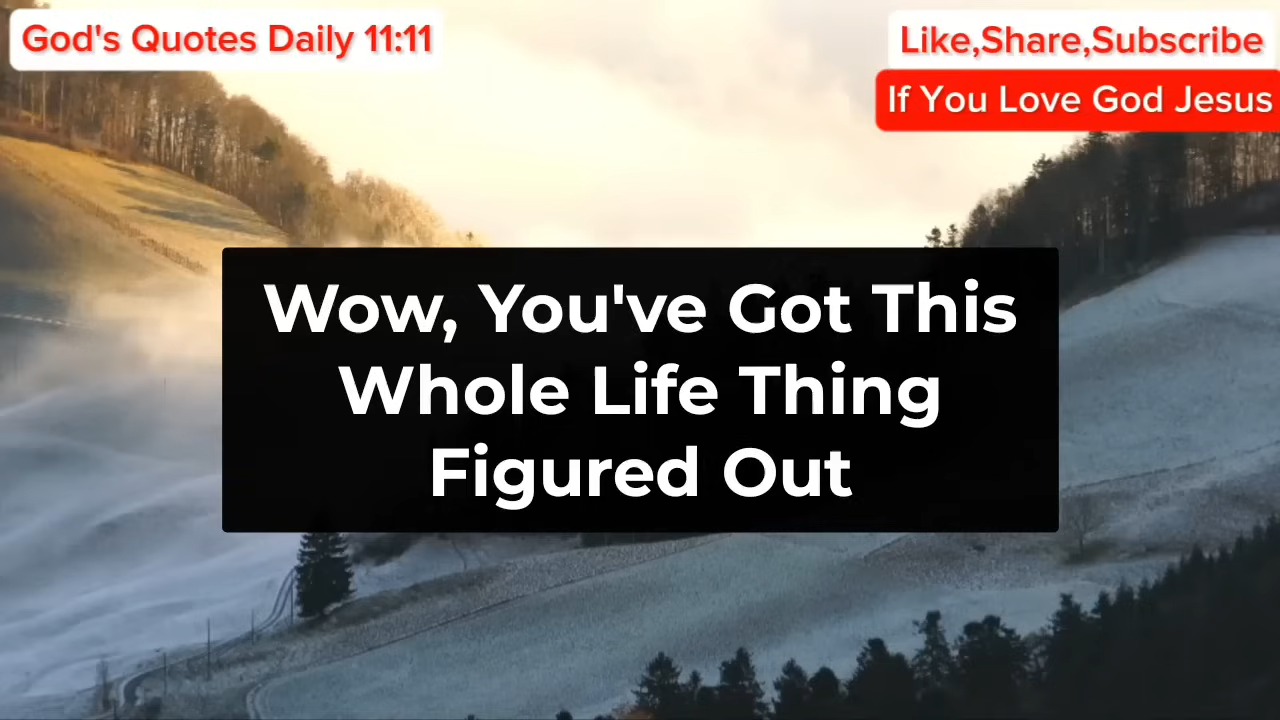 God's Quotes Daily 11:11
Like,Share,Subscribe
If You Love God Jesus
Wow, You've Got This
Whole Life Thing
Figured Out